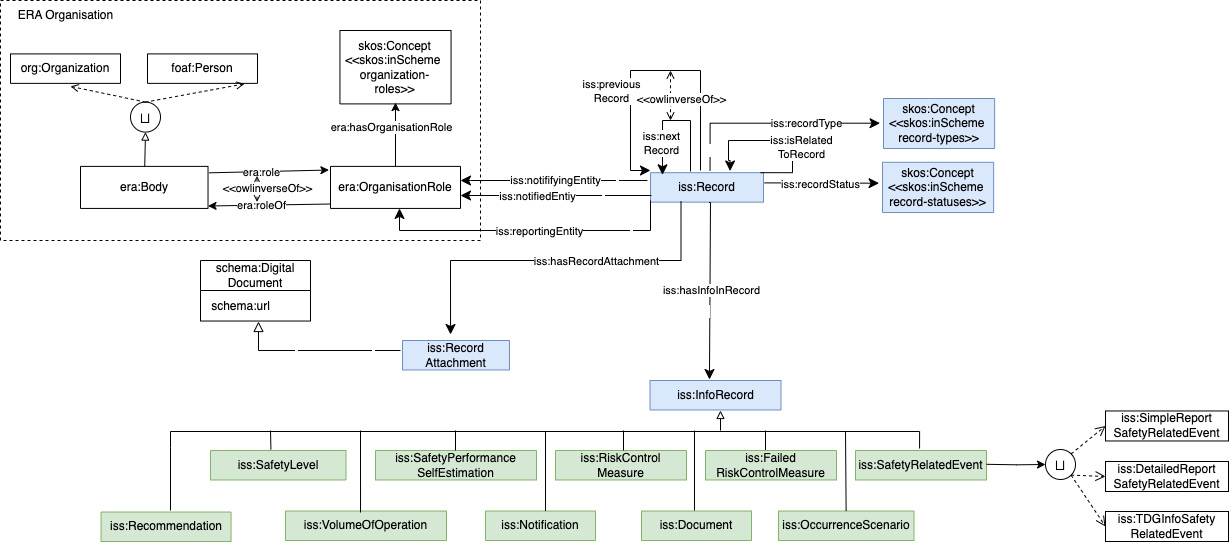 ERA Organisation
org:Organization
foaf:Person
⊔
skos:Concept
<<skos:inScheme
organization-
roles>>
era:hasOrganisationRole
era:Body
era:role
<<owlinverseOf>>
era:roleOf
era:OrganisationRole
iss:previous
Record
<<owlinverseOf>>
iss:next
Record
iss:recordType
iss:isRelated
ToRecord
skos:Concept
<<skos:inScheme
record-types>>
iss:notififyingEntity
iss:notifiedEntiy
iss:reportingEntity
iss:Record
iss:recordStatus
skos:Concept
<<skos:inScheme
record-statuses>>
iss:hasRecordAttachment
schema:Digital
Document
schema:url
iss:hasInfoInRecord
iss:Record
Attachment
iss:InfoRecord
iss:SafetyLevel
iss:SafetyPerformance
SelfEstimation
iss:RiskControl
Measure
iss:Failed
RiskControlMeasure
iss:SafetyRelatedEvent
⊔
iss:SimpleReport
SafetyRelatedEvent
iss:DetailedReport
SafetyRelatedEvent
iss:TDGInfoSafety
RelatedEvent
iss:Recommendation
iss:VolumeOfOperation
iss:Notification
iss:Document
iss:OccurrenceScenario